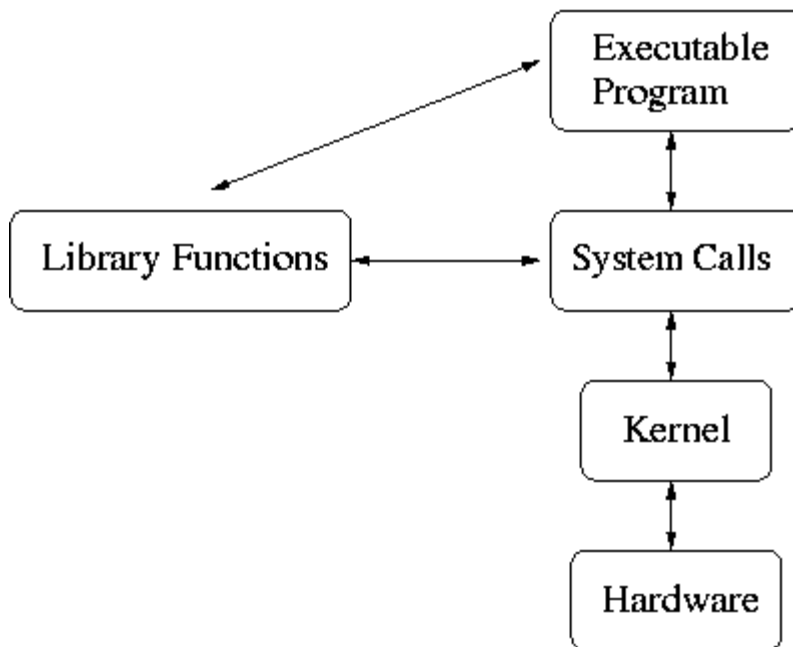 Executable
Program
Library Functions
System Calls
Kernel
Hardware